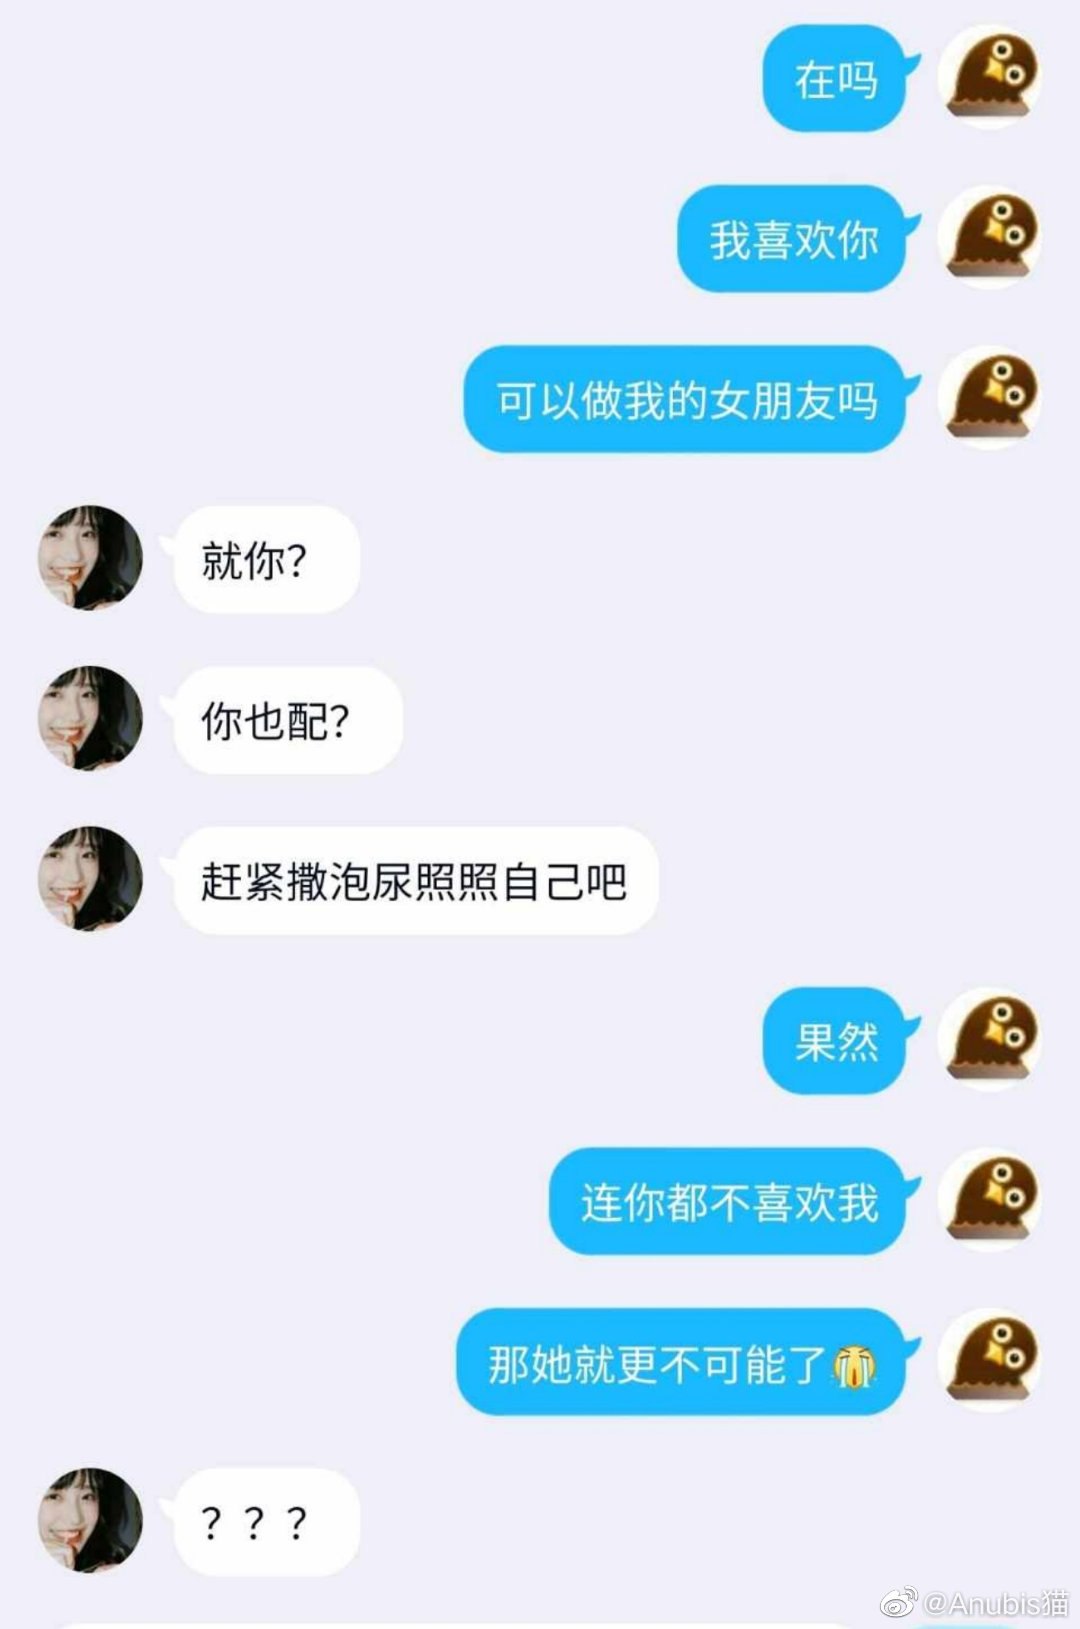 在吗
我喜欢你
可以做我的女朋友吗
就你？
你也配？
赶紧撒泡尿照照自己吧
果然
连你都不喜欢我
那她就更不可能了😭
？？？
@Anubis猫